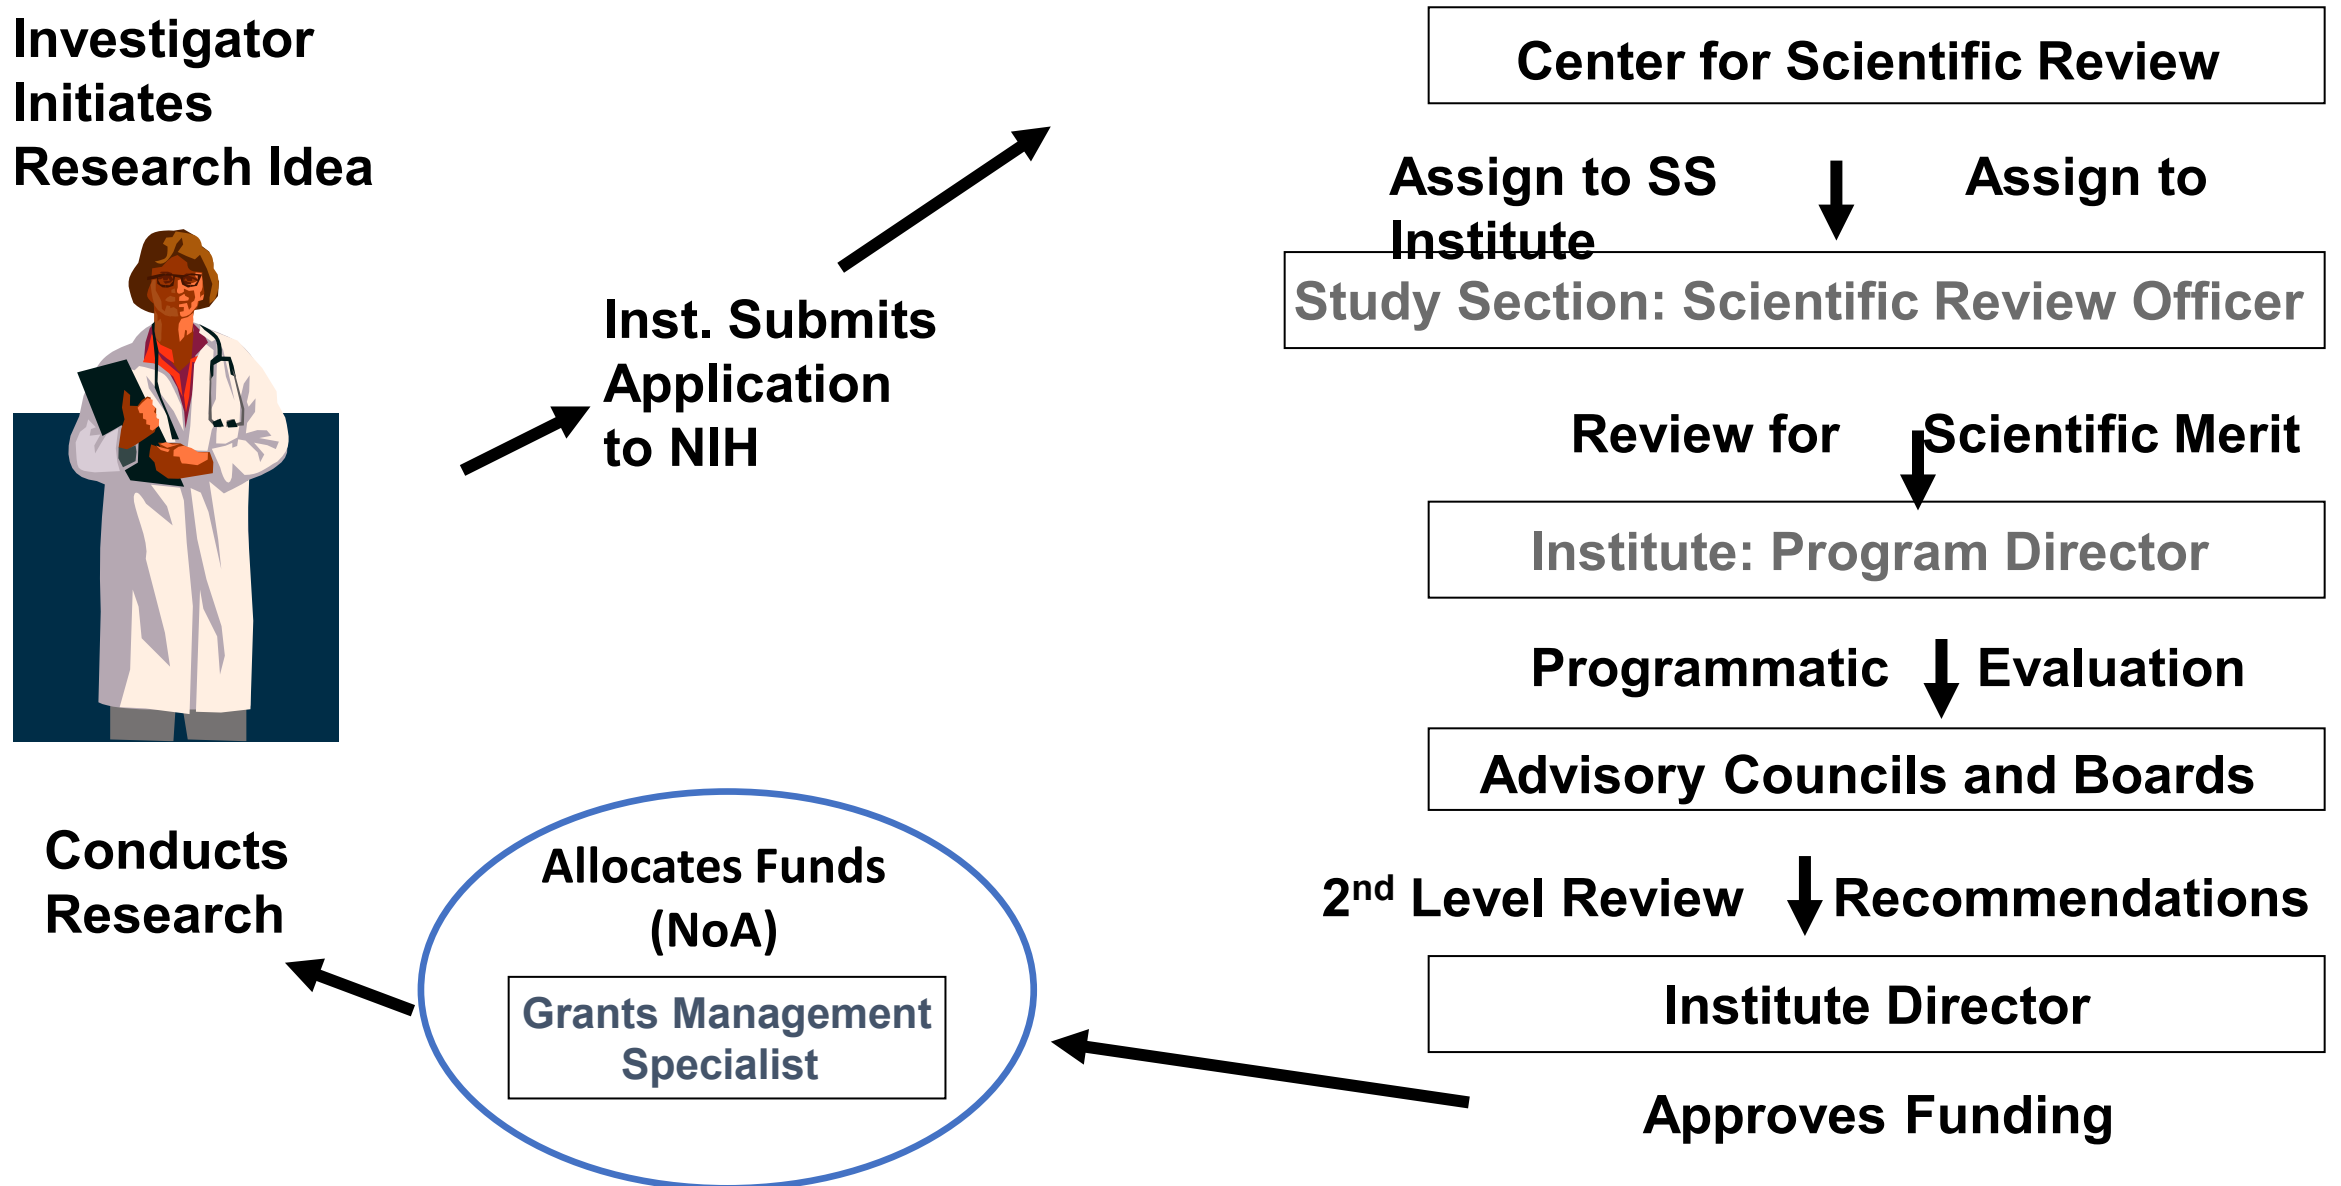 Investigator
Initiates
Research Idea
Inst. Submits
Application
to NIH
Center for Scientific Review
Assign to SS Assign to
Institute
Study Section: Scientific Review Officer
Review for Scientific Merit
Institute: Program Director
Programmatic Evaluation
Advisory Councils and Boards
2nd Level Review Recommendations
Institute Director
Approves Funding
Allocates Funds
(NoA)
Grants Management
Specialist
Conducts
Research